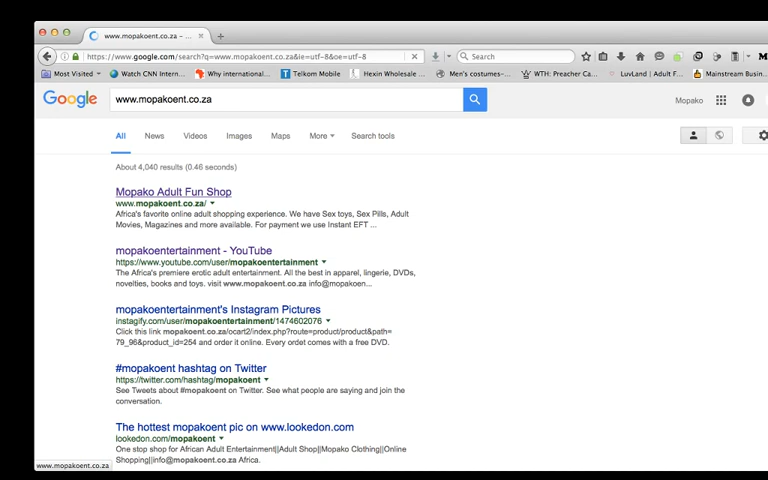 www.mopakoent.co.za – ...
https://www.google.com/search?q=www.mopakoent.co.za&ie=utf-8&oe=utf-8
Search
Most Visited
Watch CNN Intern...
Why international...
Telkom Mobile
Hexin Wholesale ...
Men's costumes-...
WTH: Preacher Ca...
LuvLand | Adult F...
Mainstream Busin...
Google
www.mopakoent.co.za
Mopako
All
News
Videos
Images
Maps
More
Search tools
About 4,040 results (0.46 seconds)
Mopako Adult Fun Shop
www.mopakoent.co.za/
Africa's favorite online adult shopping experience. We have Sex toys, Sex Pills, Adult
Movies, Magazines and more available. For payment we use Instant EFT ...
mopakoentertainment - YouTube
https://www.youtube.com/user/mopakoentertainment
The Africa's premiere erotic adult entertainment. All the best in apparel, lingerie, DVDs,
novelties, books and toys. visit www.mopakoent.co.za info@mopakoen...
mopakoentertainment's Instagram Pictures
instagify.com/user/mopakoentertainment/1474602076
Click this link mopakoent.co.za/ocart2/index.php?route=product/product&path=
79_96&product_id=254 and order it online. Every ordet comes with a free DVD.
#mopakoent hashtag on Twitter
https://twitter.com/hashtag/mopakoent
See Tweets about #mopakoent on Twitter. See what people are saying and join the
conversation.
The hottest mopakoent pic on www.lookedon.com
lookedon.com/mopakoent
One stop shop for African Adult Entertainment||Adult Shop||Mopako Clothing||Online
Shopping||info@mopakoent.co.za Africa.
www.mopakoent.co.za